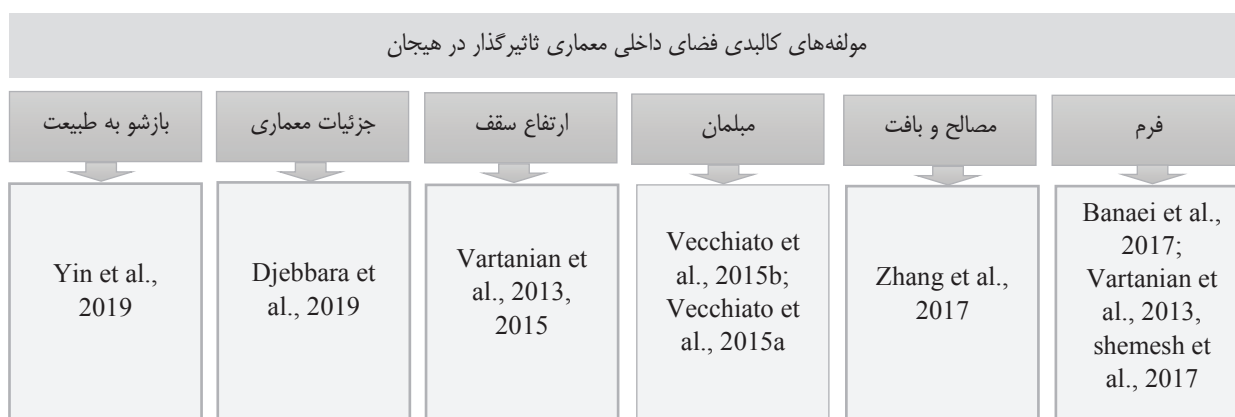 مولفه‌های کالبدی فضای داخلی معماری تاثیرگذار در هیجان
فرم
مصالح و بافت
مبلمان
ارتفاع سقف
جزئیات معماری
بازشو به طبیعت
Banaei et al.,
2017;
Vartanian et
al., 2013,
shemesh et
al., 2017
Zhang et al.,
2017
Vecchiato et
al., 2015b;
Vecchiato et
al., 2015a
Vartanian et
al., 2013,
2015
Djebbara et
al., 2019
Yin et al.,
2019